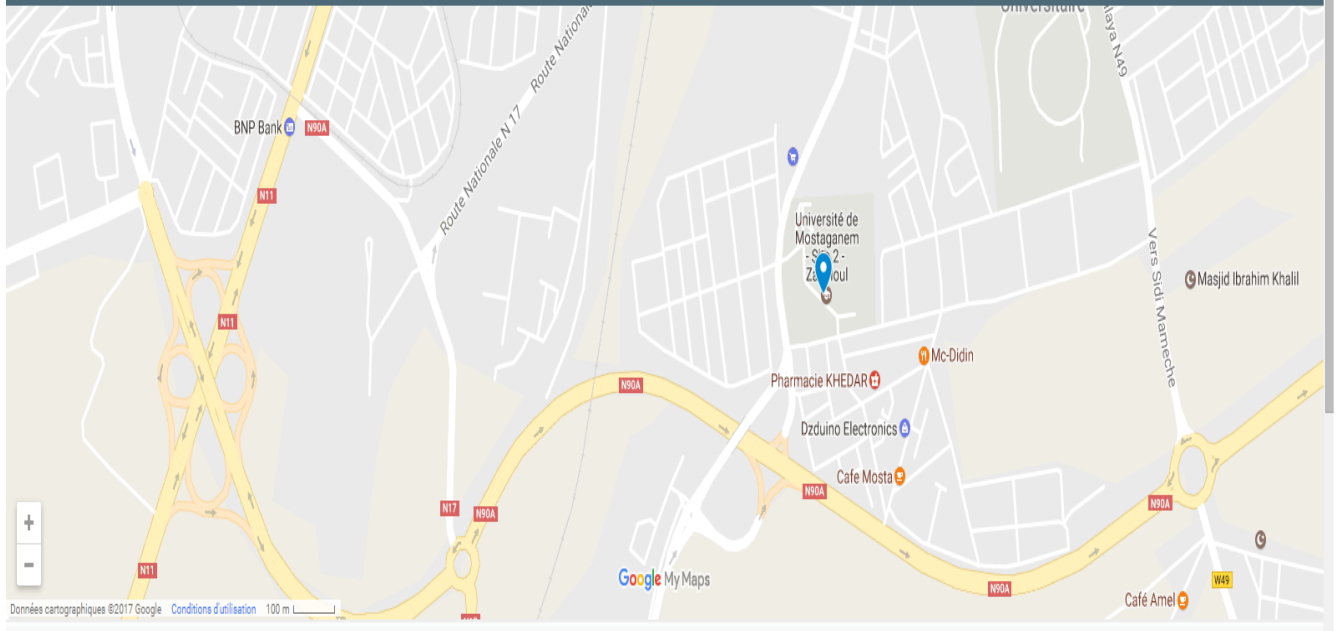 Universitaire
alaya N49
Route Nationale N 17
Route Nationale
BNP Bank
N90A
N11
Université de
Mostaganem
Vers Sidi Mameche
Masjid Ibrahim Khalil
N11
Mc-Didin
Pharmacie KHEDAR
N90A
Dzduino Electronics
Cafe Mosta
N90A
N90A
N17
N90A
N11
Google My Maps
W49
N90A
Café Amel
Données cartographiques ©2017 Google Conditions d'utilisation 100 m